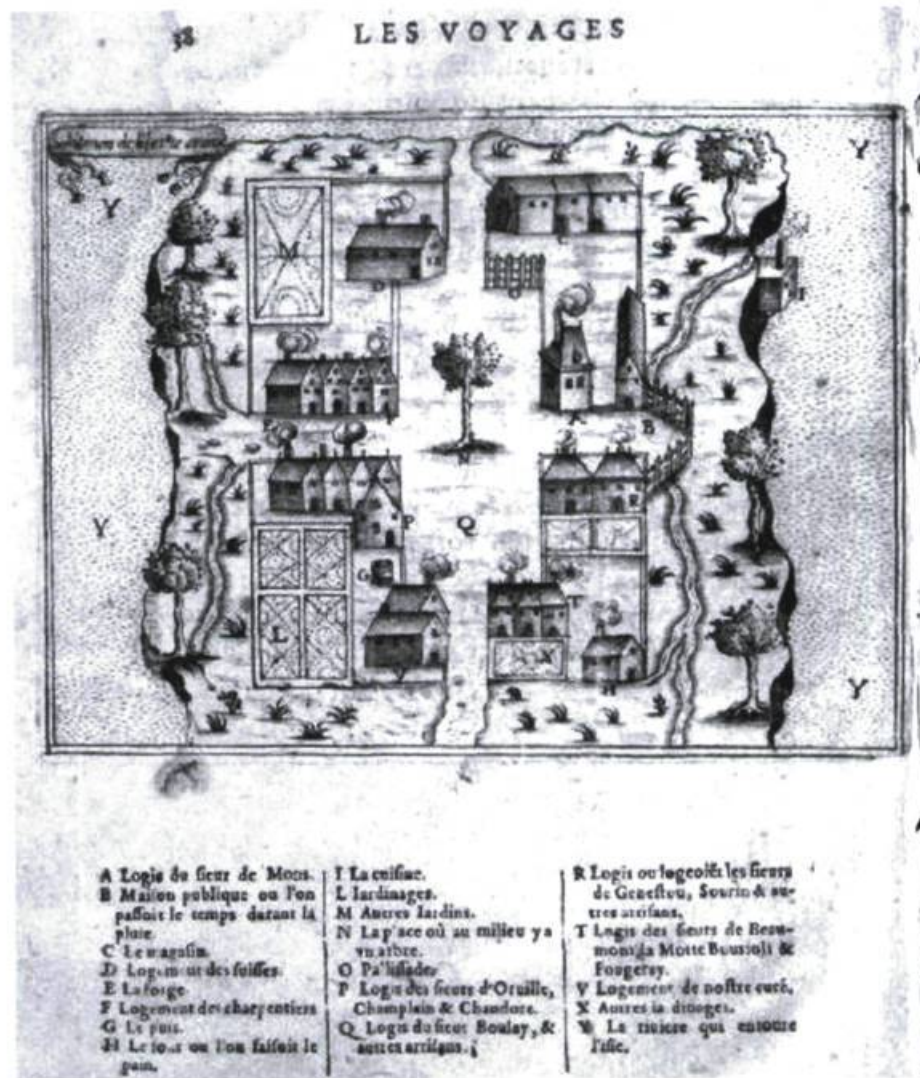 38
LES VOYAGES
Y
Y
M
D
C
O
I
A
B
F
N
Y
P
Q
G
T
L
H
Y
A Logis du sieur de Mons.
B Maison publique ou l'on
passoit le temps durant la
pluie.
C Le magasin.
D Logement des suisses.
E La forge.
F Logement des charpentiers
G Le puis.
H Le four ou l'on faisoit le
pain.
I La cuisine.
L Iardinages.
M Autres Iardins.
N La place où au milieu y a
vn arbre.
O Palissade.
P Logis des sieurs d'Oruille,
Champlain & Chandore.
Q Logis du sieur Boulay, &
autres artisans.
R Logis ou logeoiẽt les sieurs
de Genestou, Sourin & au-
tres artisans.
T Logis des sieurs de Beau-
mont, la Motte Bourioli &
Fougeray.
V Logement de nostre curé.
X Autres iardinages.
Y La riuiere qui entoure
l'isle.